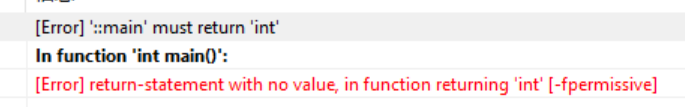 [Error] '::main' must return 'int'
In function 'int main()':
[Error] return-statement with no value, in function returning 'int' [-fpermissive]